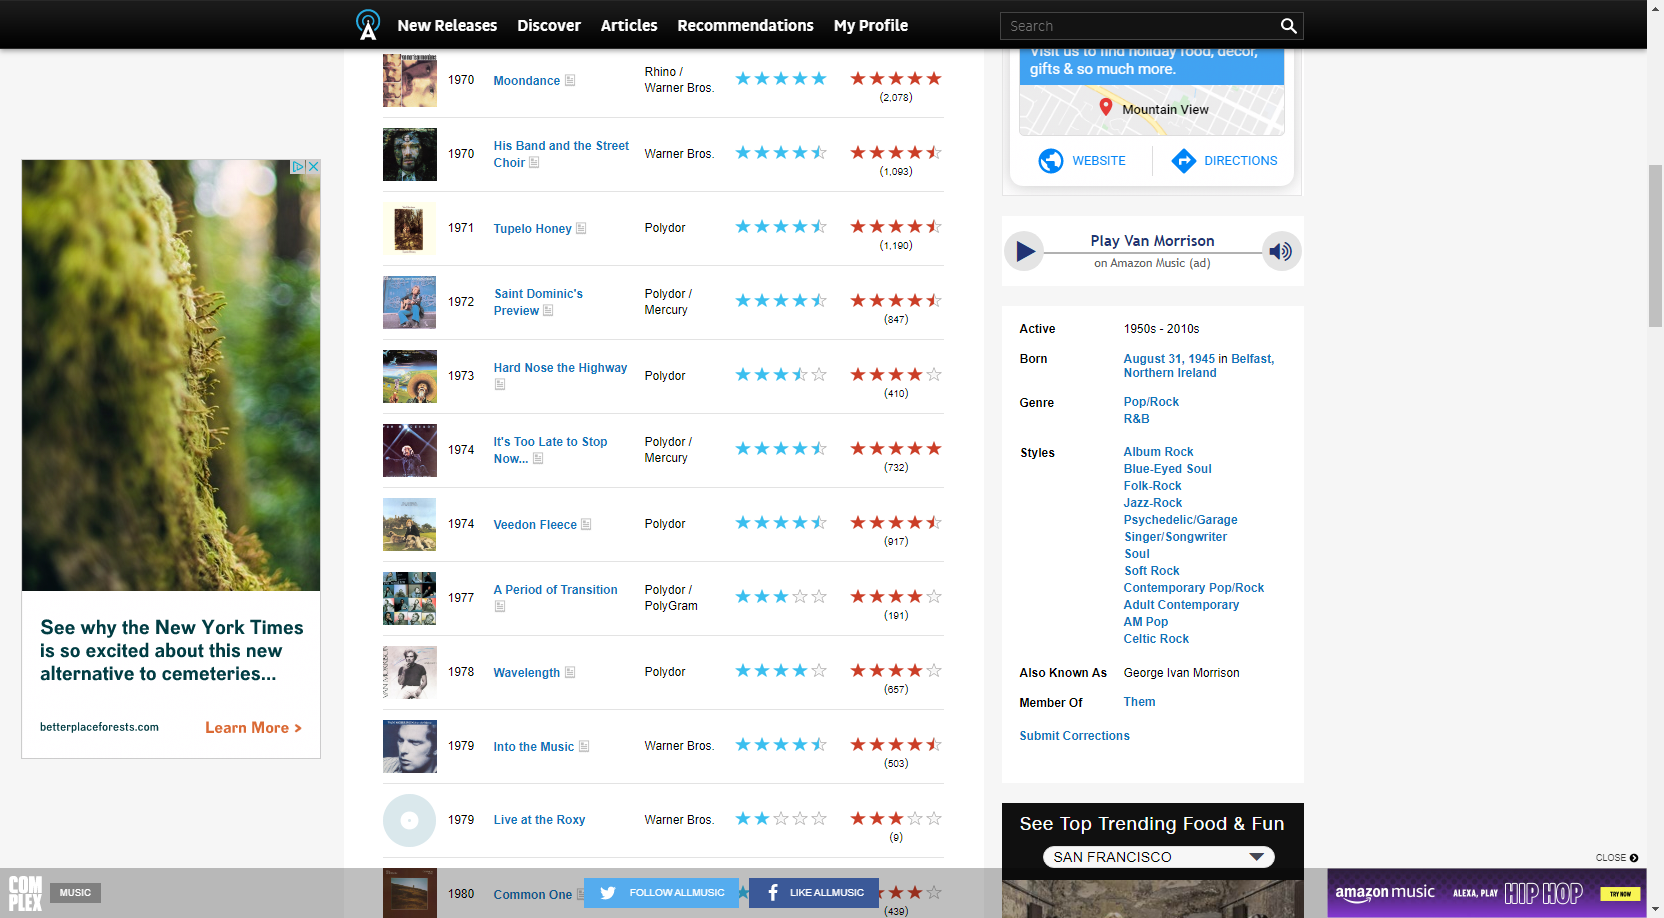 New Releases Discover Articles Recommendations My Profile
Search
1970 Moondance Rhino /
Warner Bros.
(2,078)
1970 His Band and the Street
Choir
Warner Bros.
(1,093)
1971 Tupelo Honey Polydor
(1,190)
1972 Saint Dominic's
Preview
Polydor /
Mercury
(847)
1973 Hard Nose the Highway Polydor
(410)
1974 It's Too Late to Stop
Now...
Polydor /
Mercury
(732)
1974 Veedon Fleece Polydor
(917)
1977 A Period of Transition Polydor /
PolyGram
(191)
1978 Wavelength Polydor
(657)
1979 Into the Music Warner Bros.
(503)
1979 Live at the Roxy Warner Bros.
(9)
1980 Common One
(439)
See why the New York Times
is so excited about this new
alternative to cemeteries...
betterplaceforests.com Learn More >
Visit us to find holiday food, decor,
gifts & so much more.
Mountain View
WEBSITE DIRECTIONS
Play Van Morrison
on Amazon Music (ad)
Active 1950s - 2010s
Born August 31, 1945 in Belfast,
Northern Ireland
Genre Pop/Rock
R&B
Styles Album Rock
Blue-Eyed Soul
Folk-Rock
Jazz-Rock
Psychedelic/Garage
Singer/Songwriter
Soul
Soft Rock
Contemporary Pop/Rock
Adult Contemporary
AM Pop
Celtic Rock
Also Known As George Ivan Morrison
Member Of Them
Submit Corrections
See Top Trending Food & Fun
SAN FRANCISCO
CLOSE
COM
PLEX
MUSIC
FOLLOW ALLMUSIC
LIKE ALLMUSIC
amazon music ALEXA, PLAY HIP HOP TRY NOW